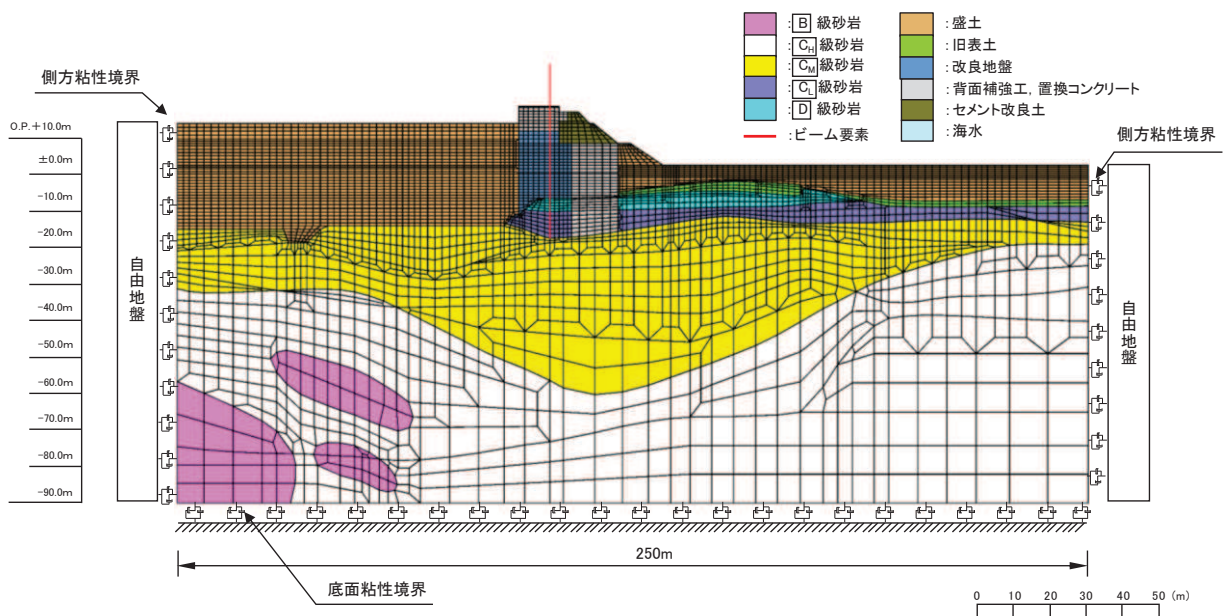 B 級砂岩
CH 級砂岩
CM 級砂岩
CL 級砂岩
D 級砂岩
:ビーム要素
:盛土
:旧表土
:改良地盤
:背面補強工, 置換コンクリート
:セメント改良土
:海水
側方粘性境界
側方粘性境界
O.P.+10.0m
±0.0m
-10.0m
-20.0m
-30.0m
-40.0m
-50.0m
-60.0m
-70.0m
-80.0m
-90.0m
自由地盤
自由地盤
250m
底面粘性境界
0 10 20 30 40 50 (m)